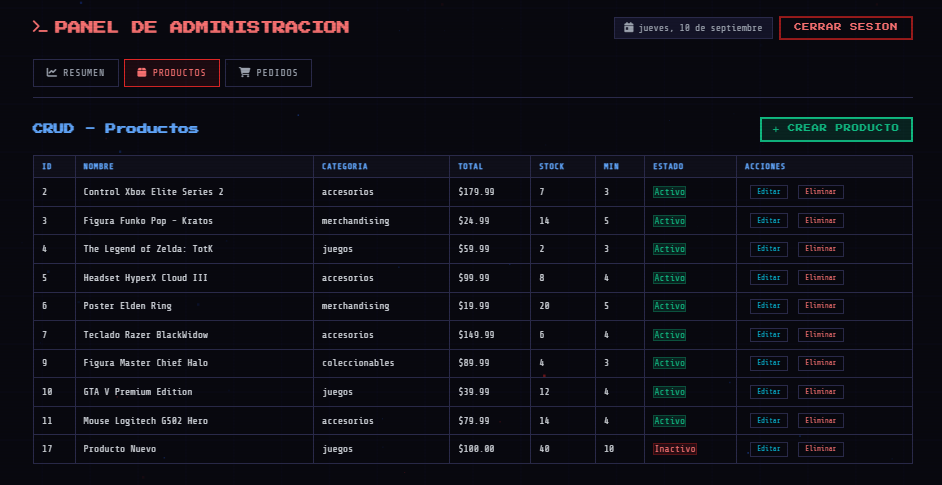 PANEL DE ADMINISTRACION
jueves, 10 de septiembre
CERRAR SESION
RESUMEN
PRODUCTOS
PEDIDOS
CRUD - Productos
+ CREAR PRODUCTO
ID NOMBRE CATEGORIA TOTAL STOCK MIN ESTADO ACCIONES
2 Control Xbox Elite Series 2 accesorios $179.99 7 3 Activo Editar Eliminar
3 Figura Funko Pop - Kratos merchandising $24.99 14 5 Activo Editar Eliminar
4 The Legend of Zelda: TotK juegos $59.99 2 3 Activo Editar Eliminar
5 Headset HyperX Cloud III accesorios $99.99 8 4 Activo Editar Eliminar
6 Poster Elden Ring merchandising $19.99 20 5 Activo Editar Eliminar
7 Teclado Razer BlackWidow accesorios $149.99 6 4 Activo Editar Eliminar
9 Figura Master Chief Halo coleccionables $89.99 4 3 Activo Editar Eliminar
10 GTA V Premium Edition juegos $39.99 12 4 Activo Editar Eliminar
11 Mouse Logitech G502 Hero accesorios $79.99 14 4 Activo Editar Eliminar
17 Producto Nuevo juegos $100.00 40 10 Inactivo Editar Eliminar